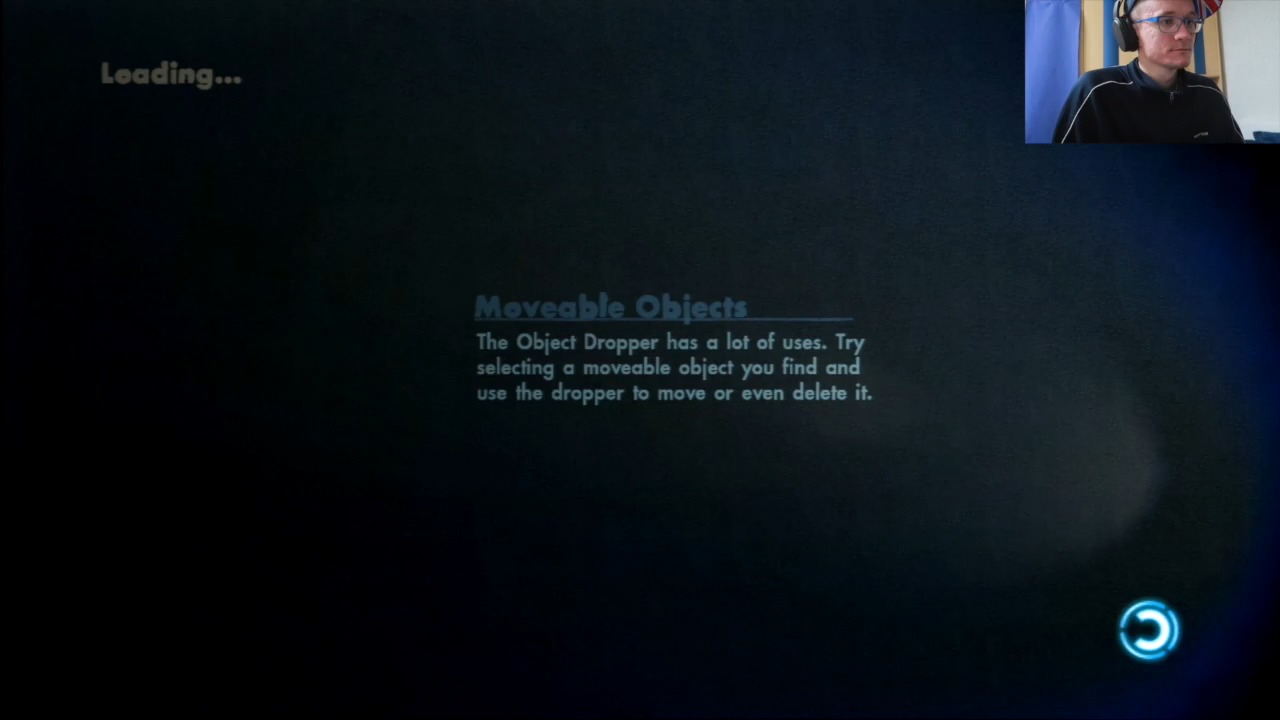 Loading...
Moveable Objects
The Object Dropper has a lot of uses. Try
selecting a moveable object you find and
use the dropper to move or even delete it.